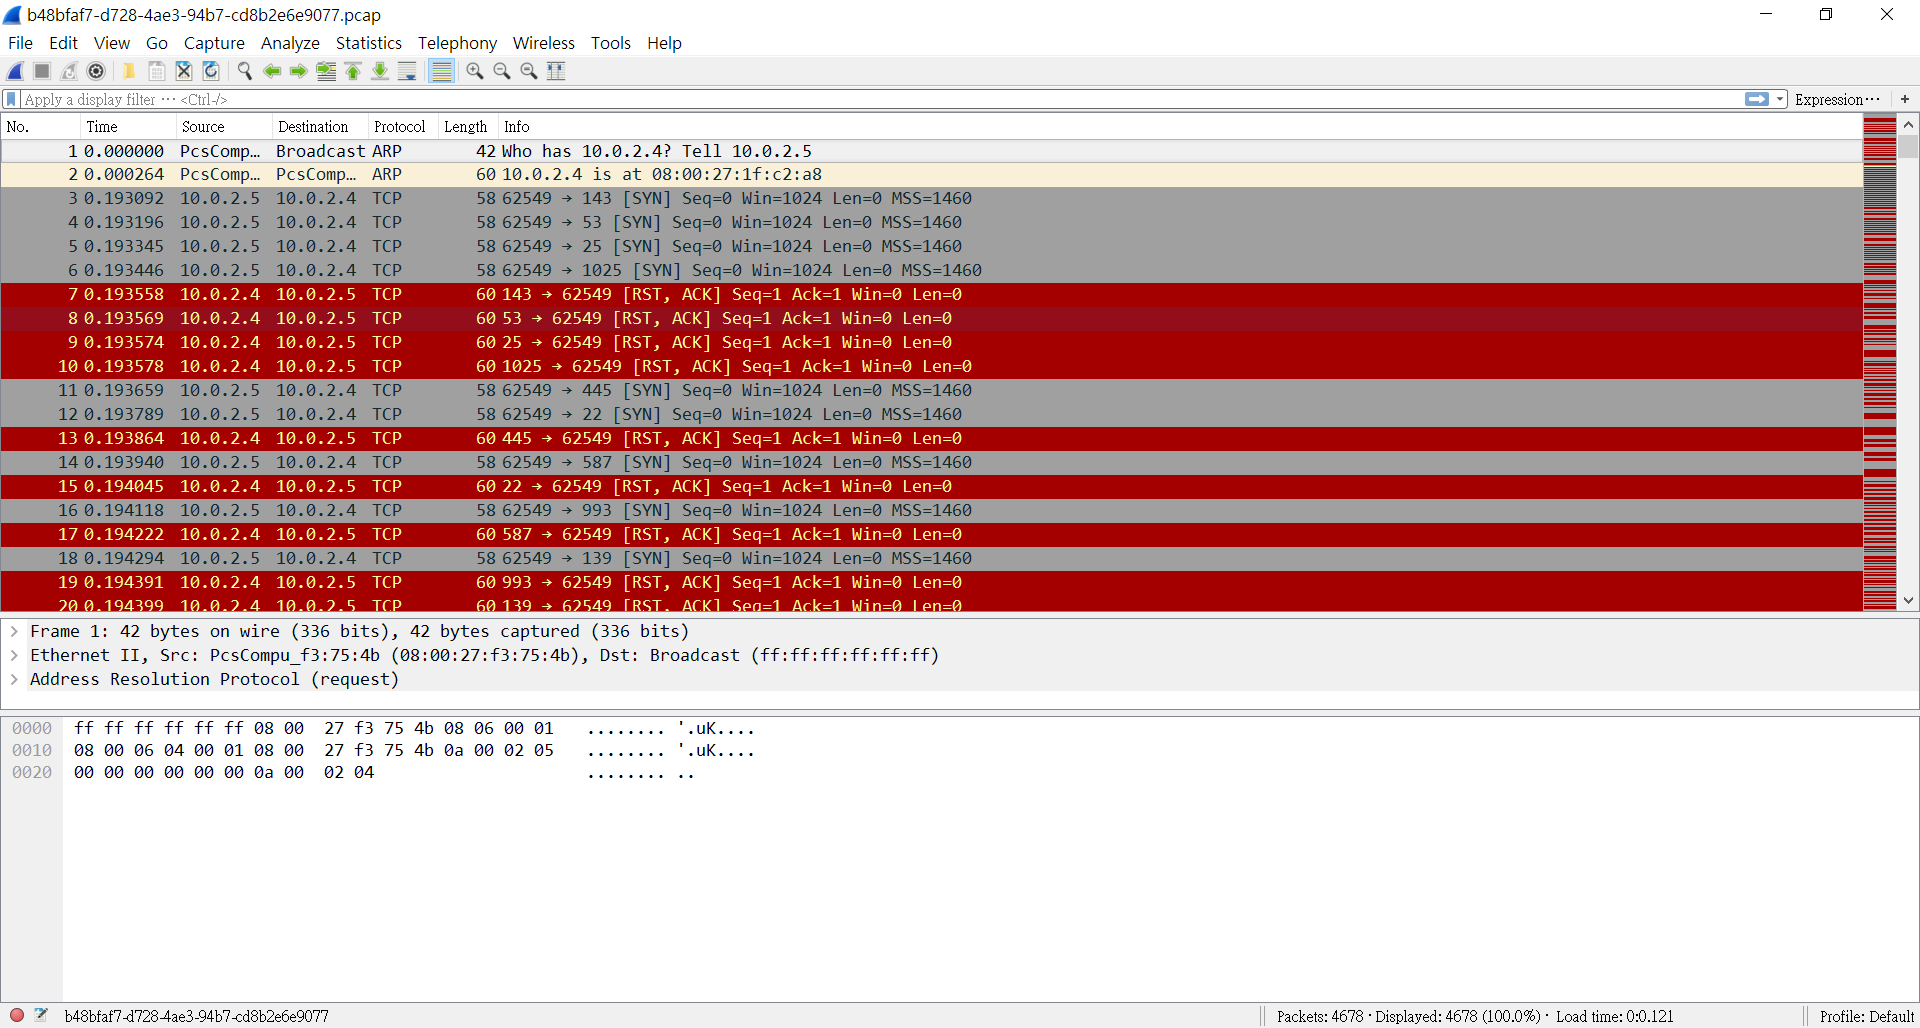 b48bfaf7-d728-4ae3-94b7-cd8b2e6e9077.pcap
File Edit View Go Capture Analyze Statistics Telephony Wireless Tools Help
Apply a display filter ... <Ctrl-/> Expression... +
No. Time Source Destination Protocol Length Info
1 0.000000 PcsComp... Broadcast ARP 42 Who has 10.0.2.4? Tell 10.0.2.5
2 0.000264 PcsComp... PcsComp... ARP 60 10.0.2.4 is at 08:00:27:1f:c2:a8
3 0.193092 10.0.2.5 10.0.2.4 TCP 58 62549 → 143 [SYN] Seq=0 Win=1024 Len=0 MSS=1460
4 0.193196 10.0.2.5 10.0.2.4 TCP 58 62549 → 53 [SYN] Seq=0 Win=1024 Len=0 MSS=1460
5 0.193345 10.0.2.5 10.0.2.4 TCP 58 62549 → 25 [SYN] Seq=0 Win=1024 Len=0 MSS=1460
6 0.193446 10.0.2.5 10.0.2.4 TCP 58 62549 → 1025 [SYN] Seq=0 Win=1024 Len=0 MSS=1460
7 0.193558 10.0.2.4 10.0.2.5 TCP 60 143 → 62549 [RST, ACK] Seq=1 Ack=1 Win=0 Len=0
8 0.193569 10.0.2.4 10.0.2.5 TCP 60 53 → 62549 [RST, ACK] Seq=1 Ack=1 Win=0 Len=0
9 0.193574 10.0.2.4 10.0.2.5 TCP 60 25 → 62549 [RST, ACK] Seq=1 Ack=1 Win=0 Len=0
10 0.193578 10.0.2.4 10.0.2.5 TCP 60 1025 → 62549 [RST, ACK] Seq=1 Ack=1 Win=0 Len=0
11 0.193659 10.0.2.5 10.0.2.4 TCP 58 62549 → 445 [SYN] Seq=0 Win=1024 Len=0 MSS=1460
12 0.193789 10.0.2.5 10.0.2.4 TCP 58 62549 → 22 [SYN] Seq=0 Win=1024 Len=0 MSS=1460
13 0.193864 10.0.2.4 10.0.2.5 TCP 60 445 → 62549 [RST, ACK] Seq=1 Ack=1 Win=0 Len=0
14 0.193940 10.0.2.5 10.0.2.4 TCP 58 62549 → 587 [SYN] Seq=0 Win=1024 Len=0 MSS=1460
15 0.194045 10.0.2.4 10.0.2.5 TCP 60 22 → 62549 [RST, ACK] Seq=1 Ack=1 Win=0 Len=0
16 0.194118 10.0.2.5 10.0.2.4 TCP 58 62549 → 993 [SYN] Seq=0 Win=1024 Len=0 MSS=1460
17 0.194222 10.0.2.4 10.0.2.5 TCP 60 587 → 62549 [RST, ACK] Seq=1 Ack=1 Win=0 Len=0
18 0.194294 10.0.2.5 10.0.2.4 TCP 58 62549 → 139 [SYN] Seq=0 Win=1024 Len=0 MSS=1460
19 0.194391 10.0.2.4 10.0.2.5 TCP 60 993 → 62549 [RST, ACK] Seq=1 Ack=1 Win=0 Len=0
20 0.194399 10.0.2.4 10.0.2.5 TCP 60 139 → 62549 [RST, ACK] Seq=1 Ack=1 Win=0 Len=0
Frame 1: 42 bytes on wire (336 bits), 42 bytes captured (336 bits)
Ethernet II, Src: PcsCompu_f3:75:4b (08:00:27:f3:75:4b), Dst: Broadcast (ff:ff:ff:ff:ff:ff)
Address Resolution Protocol (request)
0000 ff ff ff ff ff ff 08 00 27 f3 75 4b 08 06 00 01 ........ '.uK....
0010 08 00 06 04 00 01 08 00 27 f3 75 4b 0a 00 02 05 ........ '.uK....
0020 00 00 00 00 00 00 0a 00 02 04 ........ ..
b48bfaf7-d728-4ae3-94b7-cd8b2e6e9077 Packets: 4678 · Displayed: 4678 (100.0%) · Load time: 0:0.121 Profile: Default